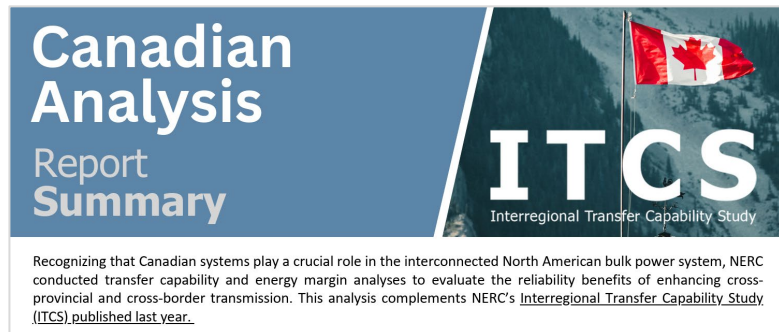 Canadian
Analysis
Report
Summary
ITCS
Interregional Transfer Capability Study
Recognizing that Canadian systems play a crucial role in the interconnected North American bulk power system, NERC
conducted transfer capability and energy margin analyses to evaluate the reliability benefits of enhancing cross-
provincial and cross-border transmission. This analysis complements NERC's Interregional Transfer Capability Study
(ITCS) published last year.